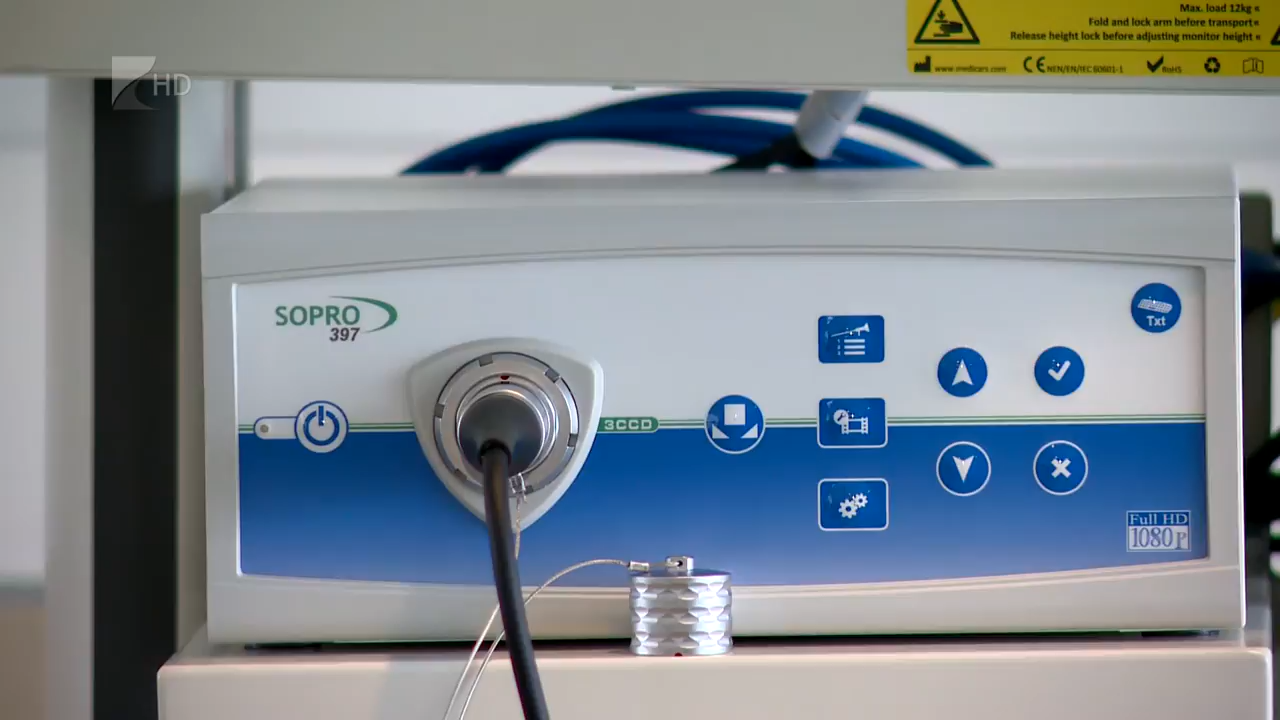 Max. load 12kg «
Fold and lock arm before transport«
Release height lock before adjusting monitor height «
www.medicars.com CE NEN/EN/IEC 60601-1 RoHS
HD
SOPRO
397
Txt
3CCD
Full HD
1080p